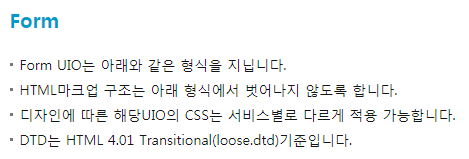 Form
Form UIO는 아래와 같은 형식을 지닙니다.
HTML마크업 구조는 아래 형식에서 벗어나지 않도록 합니다.
디자인에 따른 해당UIO의 CSS는 서비스별로 다르게 적용 가능합니다.
DTD는 HTML 4.01 Transitional(loose.dtd)기준입니다.